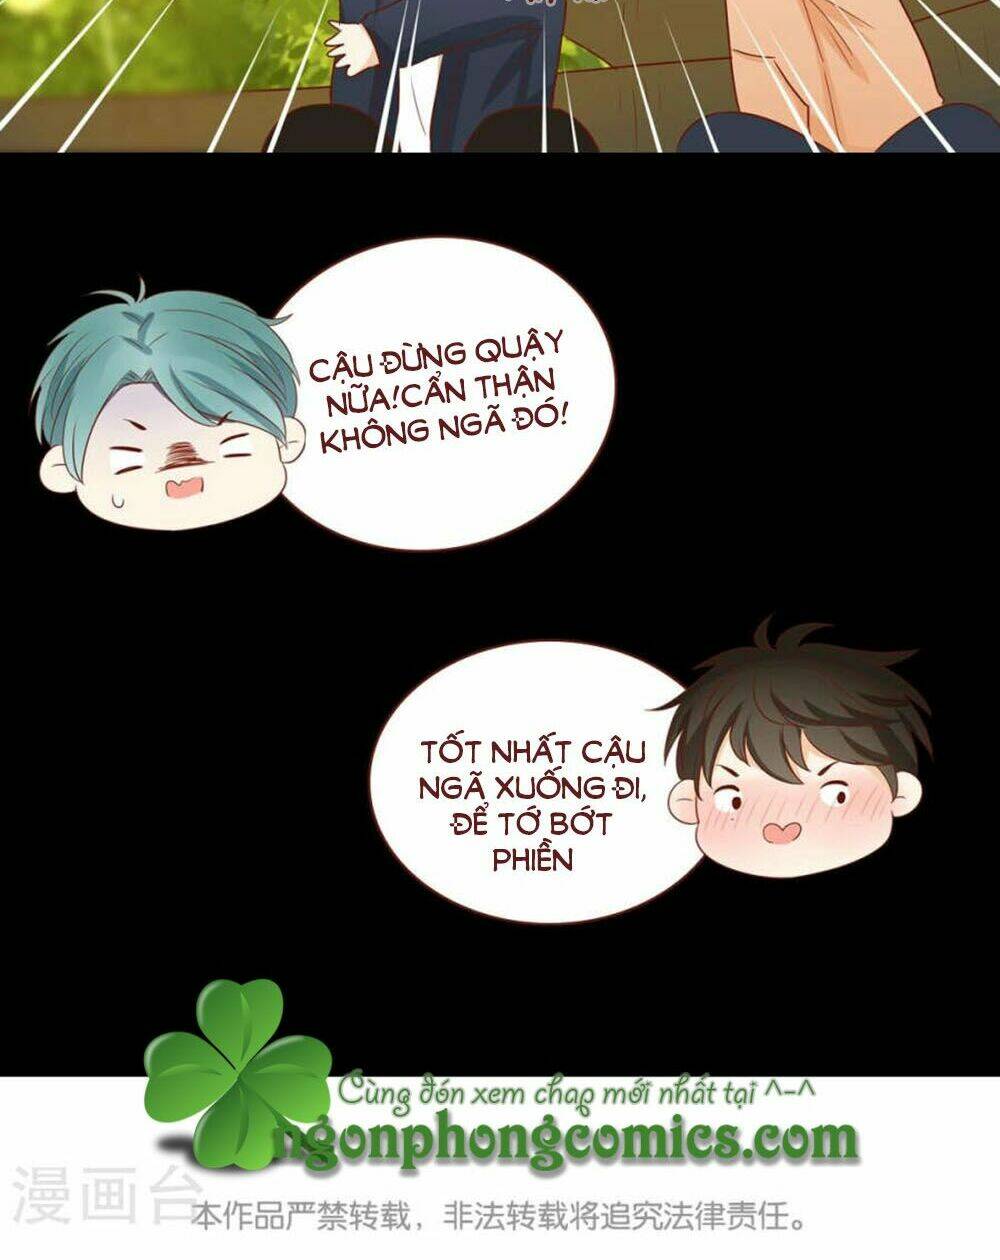 CẬU ĐỪNG QUẬY
NỮA!CẨN THẬN
KHÔNG NGÃ ĐÓ!
TỐT NHẤT CẬU
NGÃ XUỐNG ĐI,
ĐỂ TỚ BỚT
PHIỀN
Cùng đón xem chap mới nhất tại ^-^
ngonphongcomics.com
漫画台
本作品严禁转载，非法转载将追究法律责任。